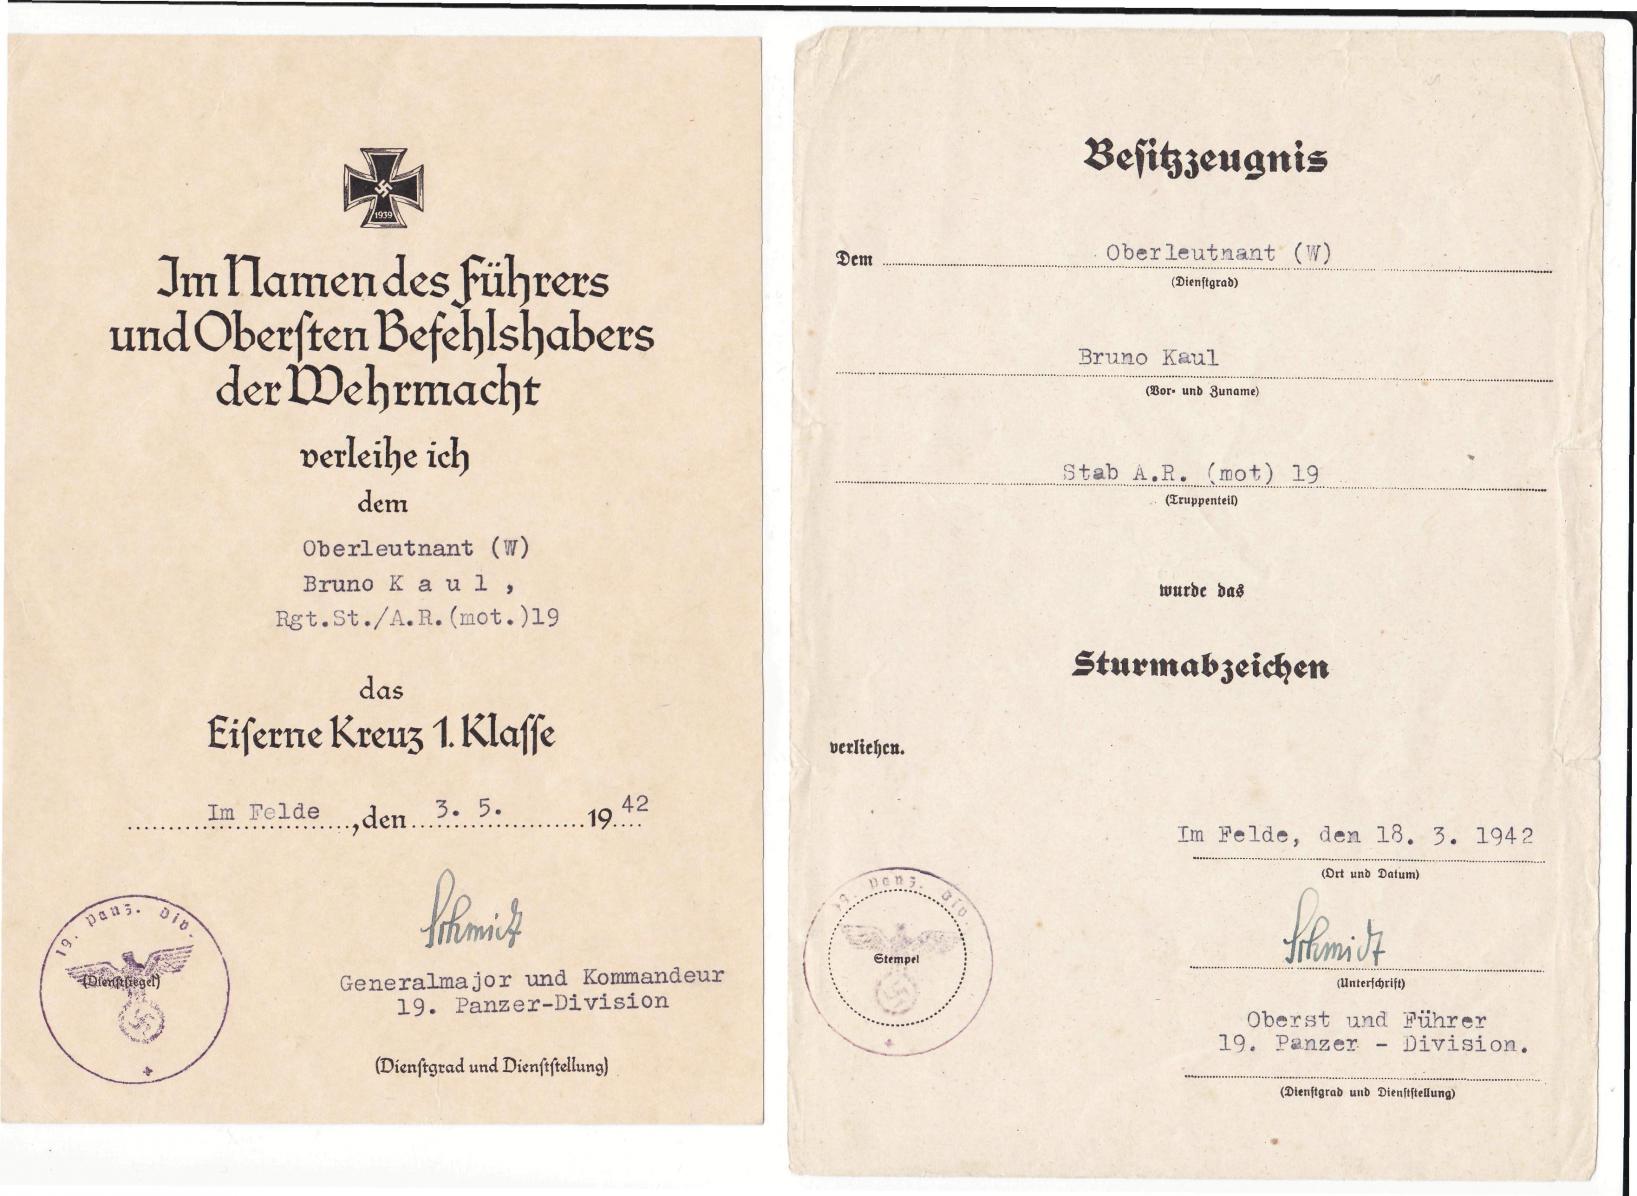 1939
Im Namen des Führers
und Oberſten Befehlshabers
der Wehrmacht
verleihe ich
dem
Oberleutnant (W)
Bruno K a u l ,
Rgt.St./A.R.(mot.)19
das
Eiſerne Kreuz 1. Klaſſe
Im Felde , den 3. 5. 19 42
Schmidt
19. Panz. Div.
(Dienſtſiegel)
Generalmajor und Kommandeur
19. Panzer-Division
(Dienſtgrad und Dienſtſtellung)
Beſitzzeugnis
Dem Oberleutnant (W)
(Dienſtgrad)
Bruno Kaul
(Vor- und Zuname)
Stab A.R. (mot) 19
(Truppenteil)
wurde das
Sturmabzeichen
verliehen.
Im Felde, den 18. 3. 1942
(Ort und Datum)
19. Panz. Div.
Stempel
Schmidt
(Unterſchrift)
Oberst und Führer
19. Panzer - Division.
(Dienſtgrad und Dienſtſtellung)